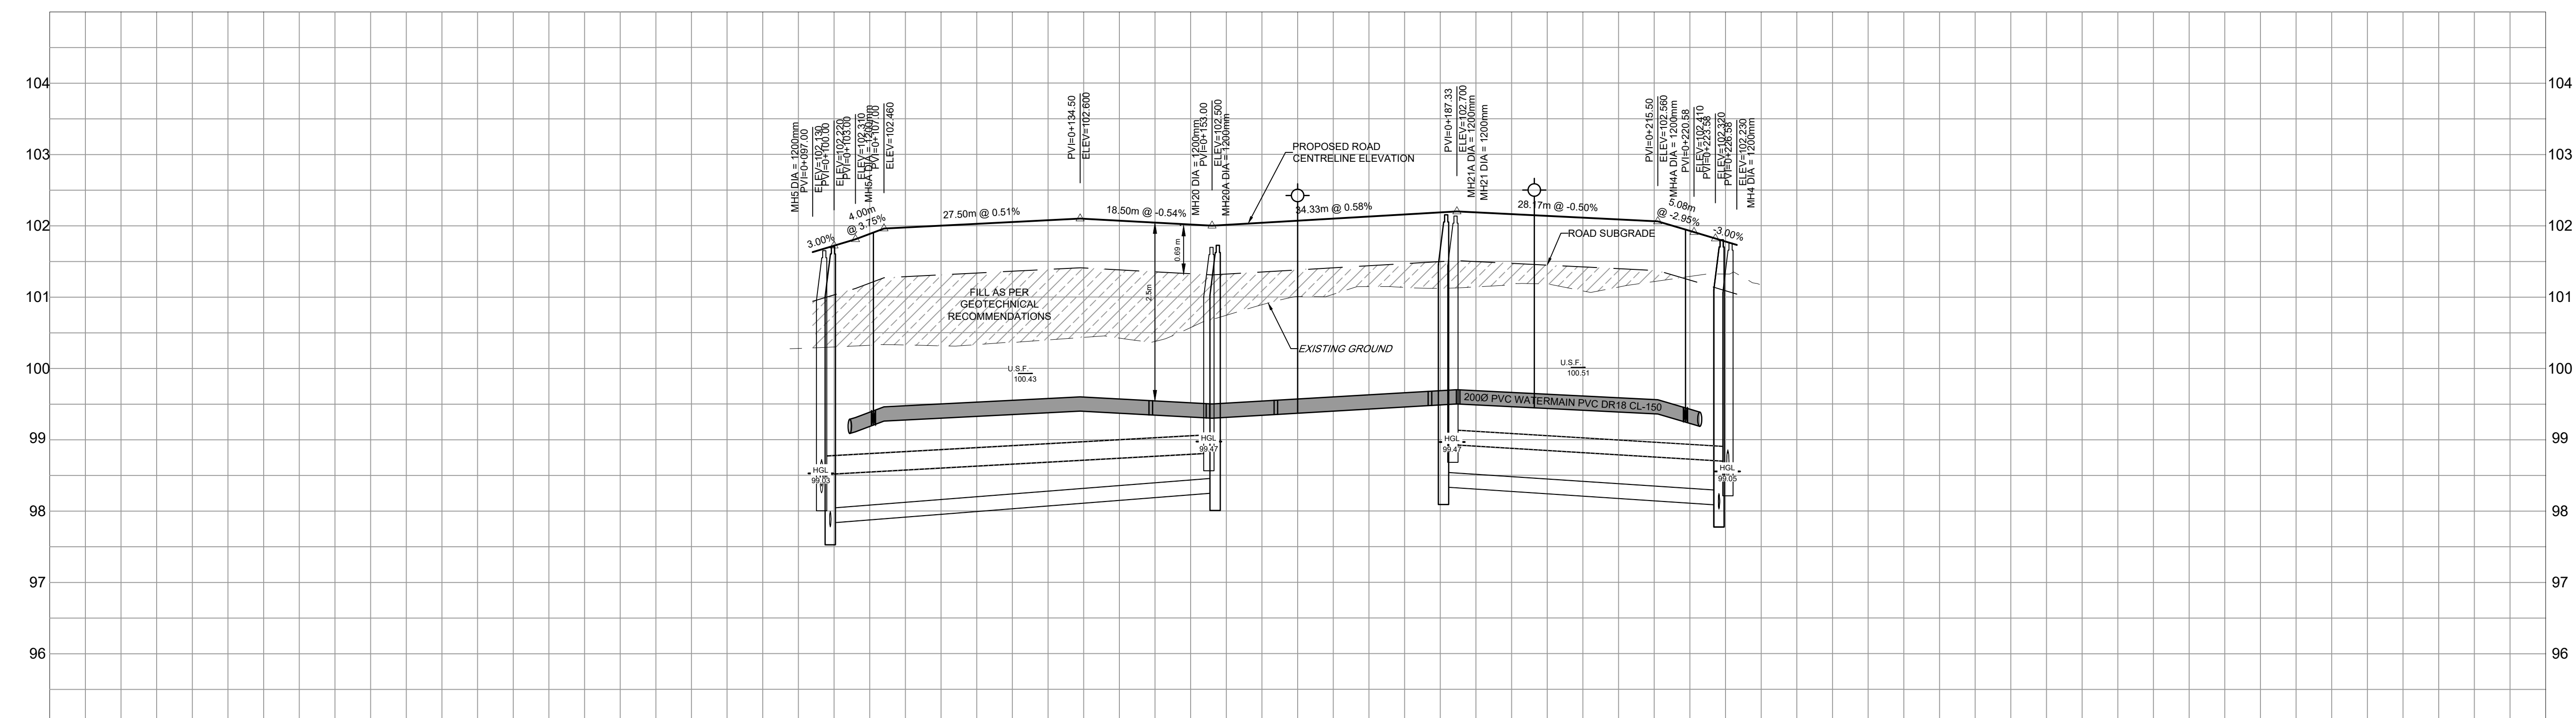 104
103
102
101
100
99
98
97
96
MH5 DIA = 1200mm
PVI=0+097.00
ELEV=102.130
PVI=0+100.00
ELEV=102.220
PVI=0+103.00
ELEV=102.310
MH5A DIA = 1200mm
PVI=0+107.00
ELEV=102.460
PVI=0+134.50
ELEV=102.600
MH20 DIA = 1200mm
PVI=0+153.00
ELEV=102.500
MH20A DIA = 1200mm
PVI=0+187.33
ELEV=102.700
MH21A DIA = 1200mm
MH21 DIA = 1200mm
PVI=0+215.50
ELEV=102.560
MH4A DIA = 1200mm
PVI=0+220.58
ELEV=102.410
PVI=0+223.58
ELEV=102.320
PVI=0+226.58
ELEV=102.230
MH4 DIA = 1200mm
PROPOSED ROAD
CENTRELINE ELEVATION
3.00%
4.00m
@ 3.75%
27.50m @ 0.51%
18.50m @ -0.54%
34.33m @ 0.58%
28.17m @ -0.50%
5.08m
@ -2.95%
-3.00%
ROAD SUBGRADE
0.69 m
2.5m
FILL AS PER
GEOTECHNICAL
RECOMMENDATIONS
EXISTING GROUND
U.S.F.
100.43
U.S.F.
100.51
200Ø PVC WATERMAIN PVC DR18 CL-150
HGL
99.03
HGL
99.47
HGL
99.47
HGL
99.05
104
103
102
101
100
99
98
97
96